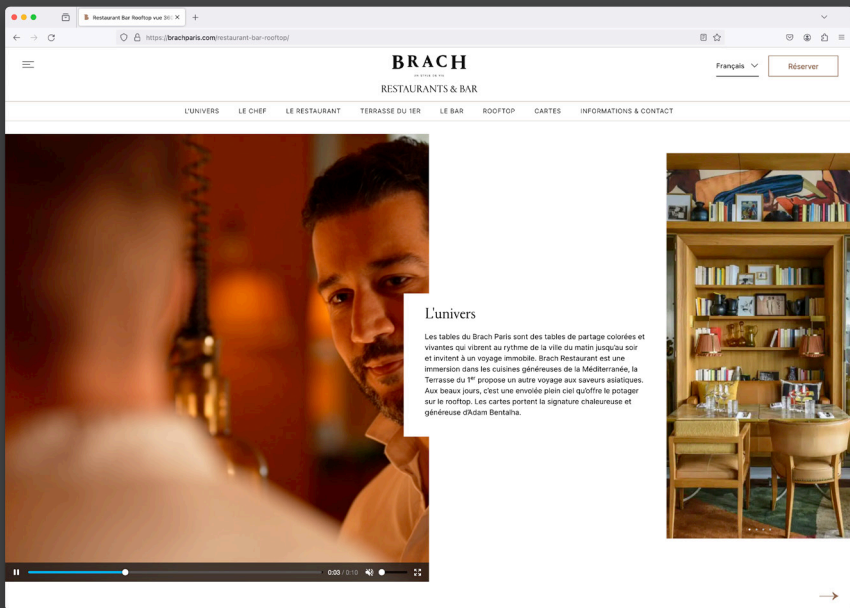 Restaurant Bar Rooftop vue 360
https://brachparis.com/restaurant-bar-rooftop/
BRACH
RESTAURANTS & BAR
Français
Réserver
L'UNIVERS LE CHEF LE RESTAURANT TERRASSE DU 1ER LE BAR ROOFTOP CARTES INFORMATIONS & CONTACT
L'univers
Les tables du Brach Paris sont des tables de partage colorées et
vivantes qui vibrent au rythme de la ville du matin jusqu'au soir
et invitent à un voyage immobile. Brach Restaurant est une
immersion dans les cuisines généreuses de la Méditerranée, la
Terrasse du 1er propose un autre voyage aux saveurs asiatiques.
Aux beaux jours, c'est une envolée plein ciel qu'offre le potager
sur le rooftop. Les cartes portent la signature chaleureuse et
généreuse d'Adam Bentalha.
0:03 / 0:10